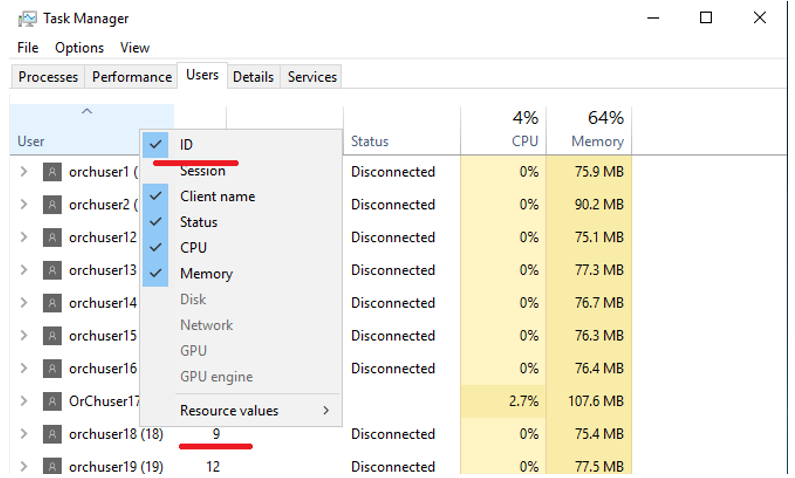 Task Manager
File Options View
Processes Performance Users Details Services
4% 64%
User Status CPU Memory
ID
Session
Client name
Status
CPU
Memory
Disk
Network
GPU
GPU engine
Resource values
orchuser1 ( Disconnected 0% 75.9 MB
orchuser2 ( Disconnected 0% 90.2 MB
orchuser12 Disconnected 0% 75.1 MB
orchuser13 Disconnected 0% 77.3 MB
orchuser14 Disconnected 0% 76.7 MB
orchuser15 Disconnected 0% 76.3 MB
orchuser16 Disconnected 0% 76.4 MB
OrChuser17 2.7% 107.6 MB
orchuser18 (18) 9 Disconnected 0% 75.4 MB
orchuser19 (19) 12 Disconnected 0% 77.5 MB